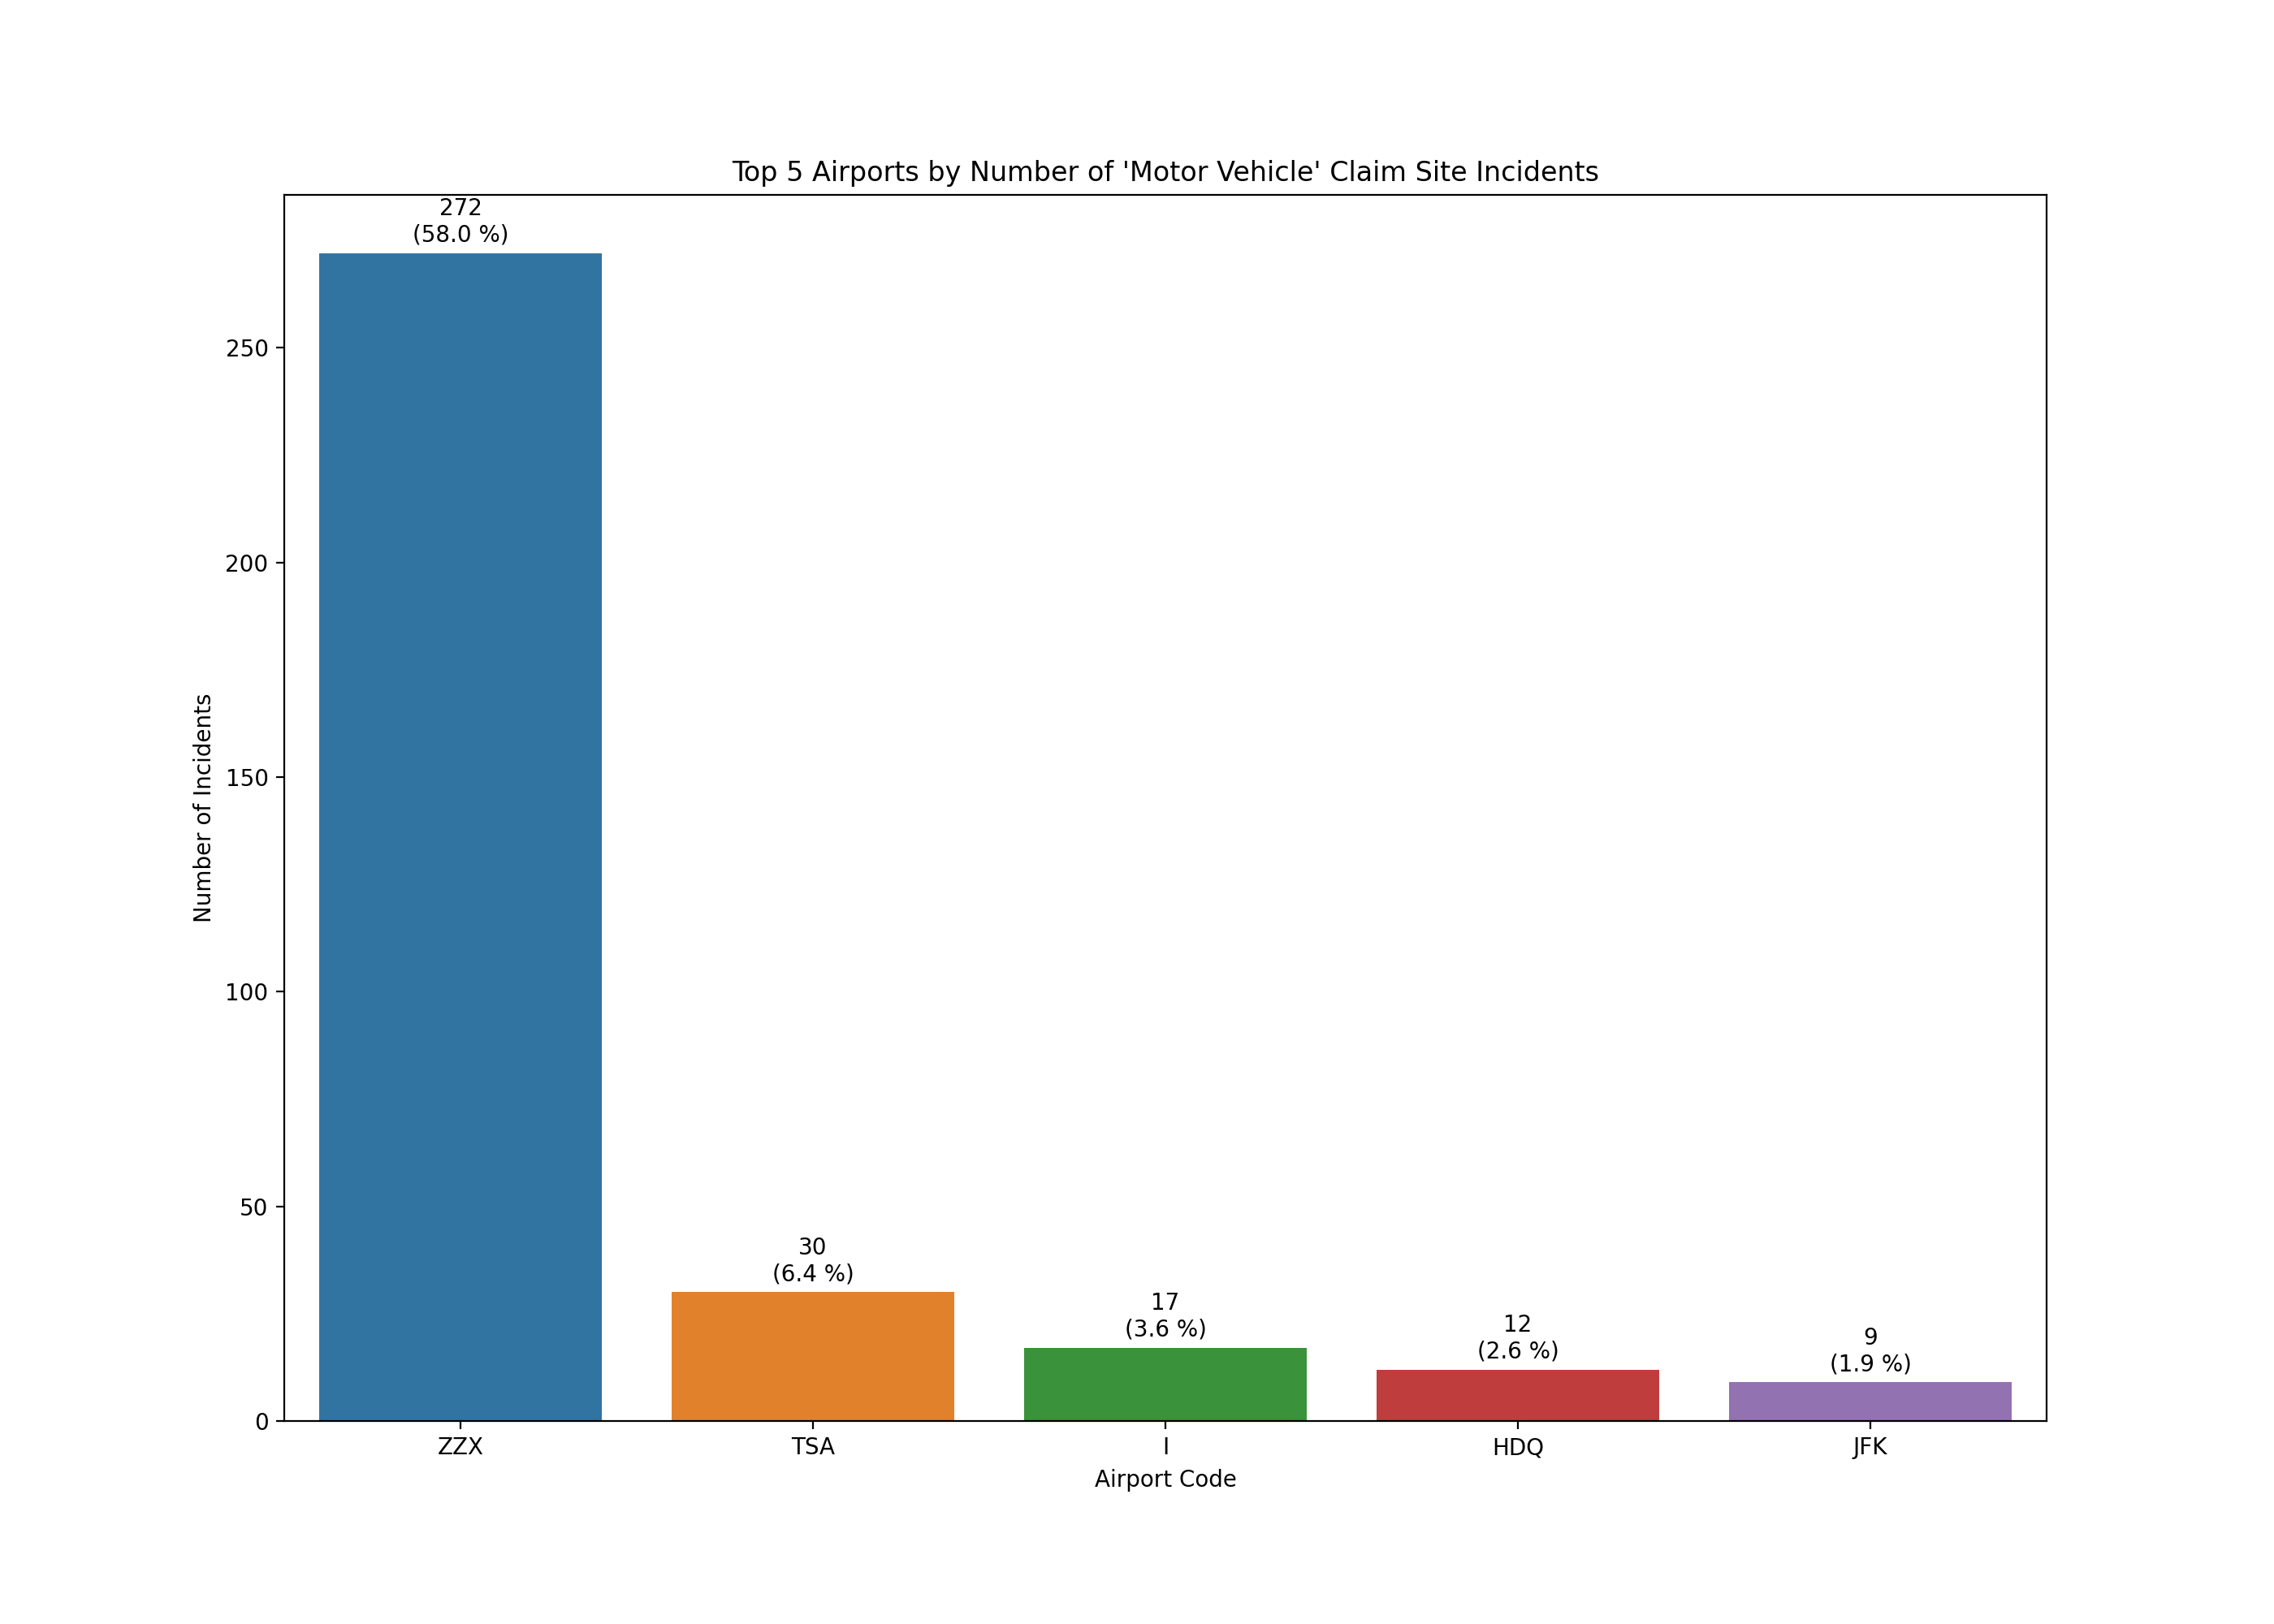 Top 5 Airports by Number of 'Motor Vehicle' Claim Site Incidents
272
(58.0 %)
30
(6.4 %)
17
(3.6 %)
12
(2.6 %)
9
(1.9 %)
Number of Incidents
250
200
150
100
50
0
ZZX
TSA
I
HDQ
JFK
Airport Code